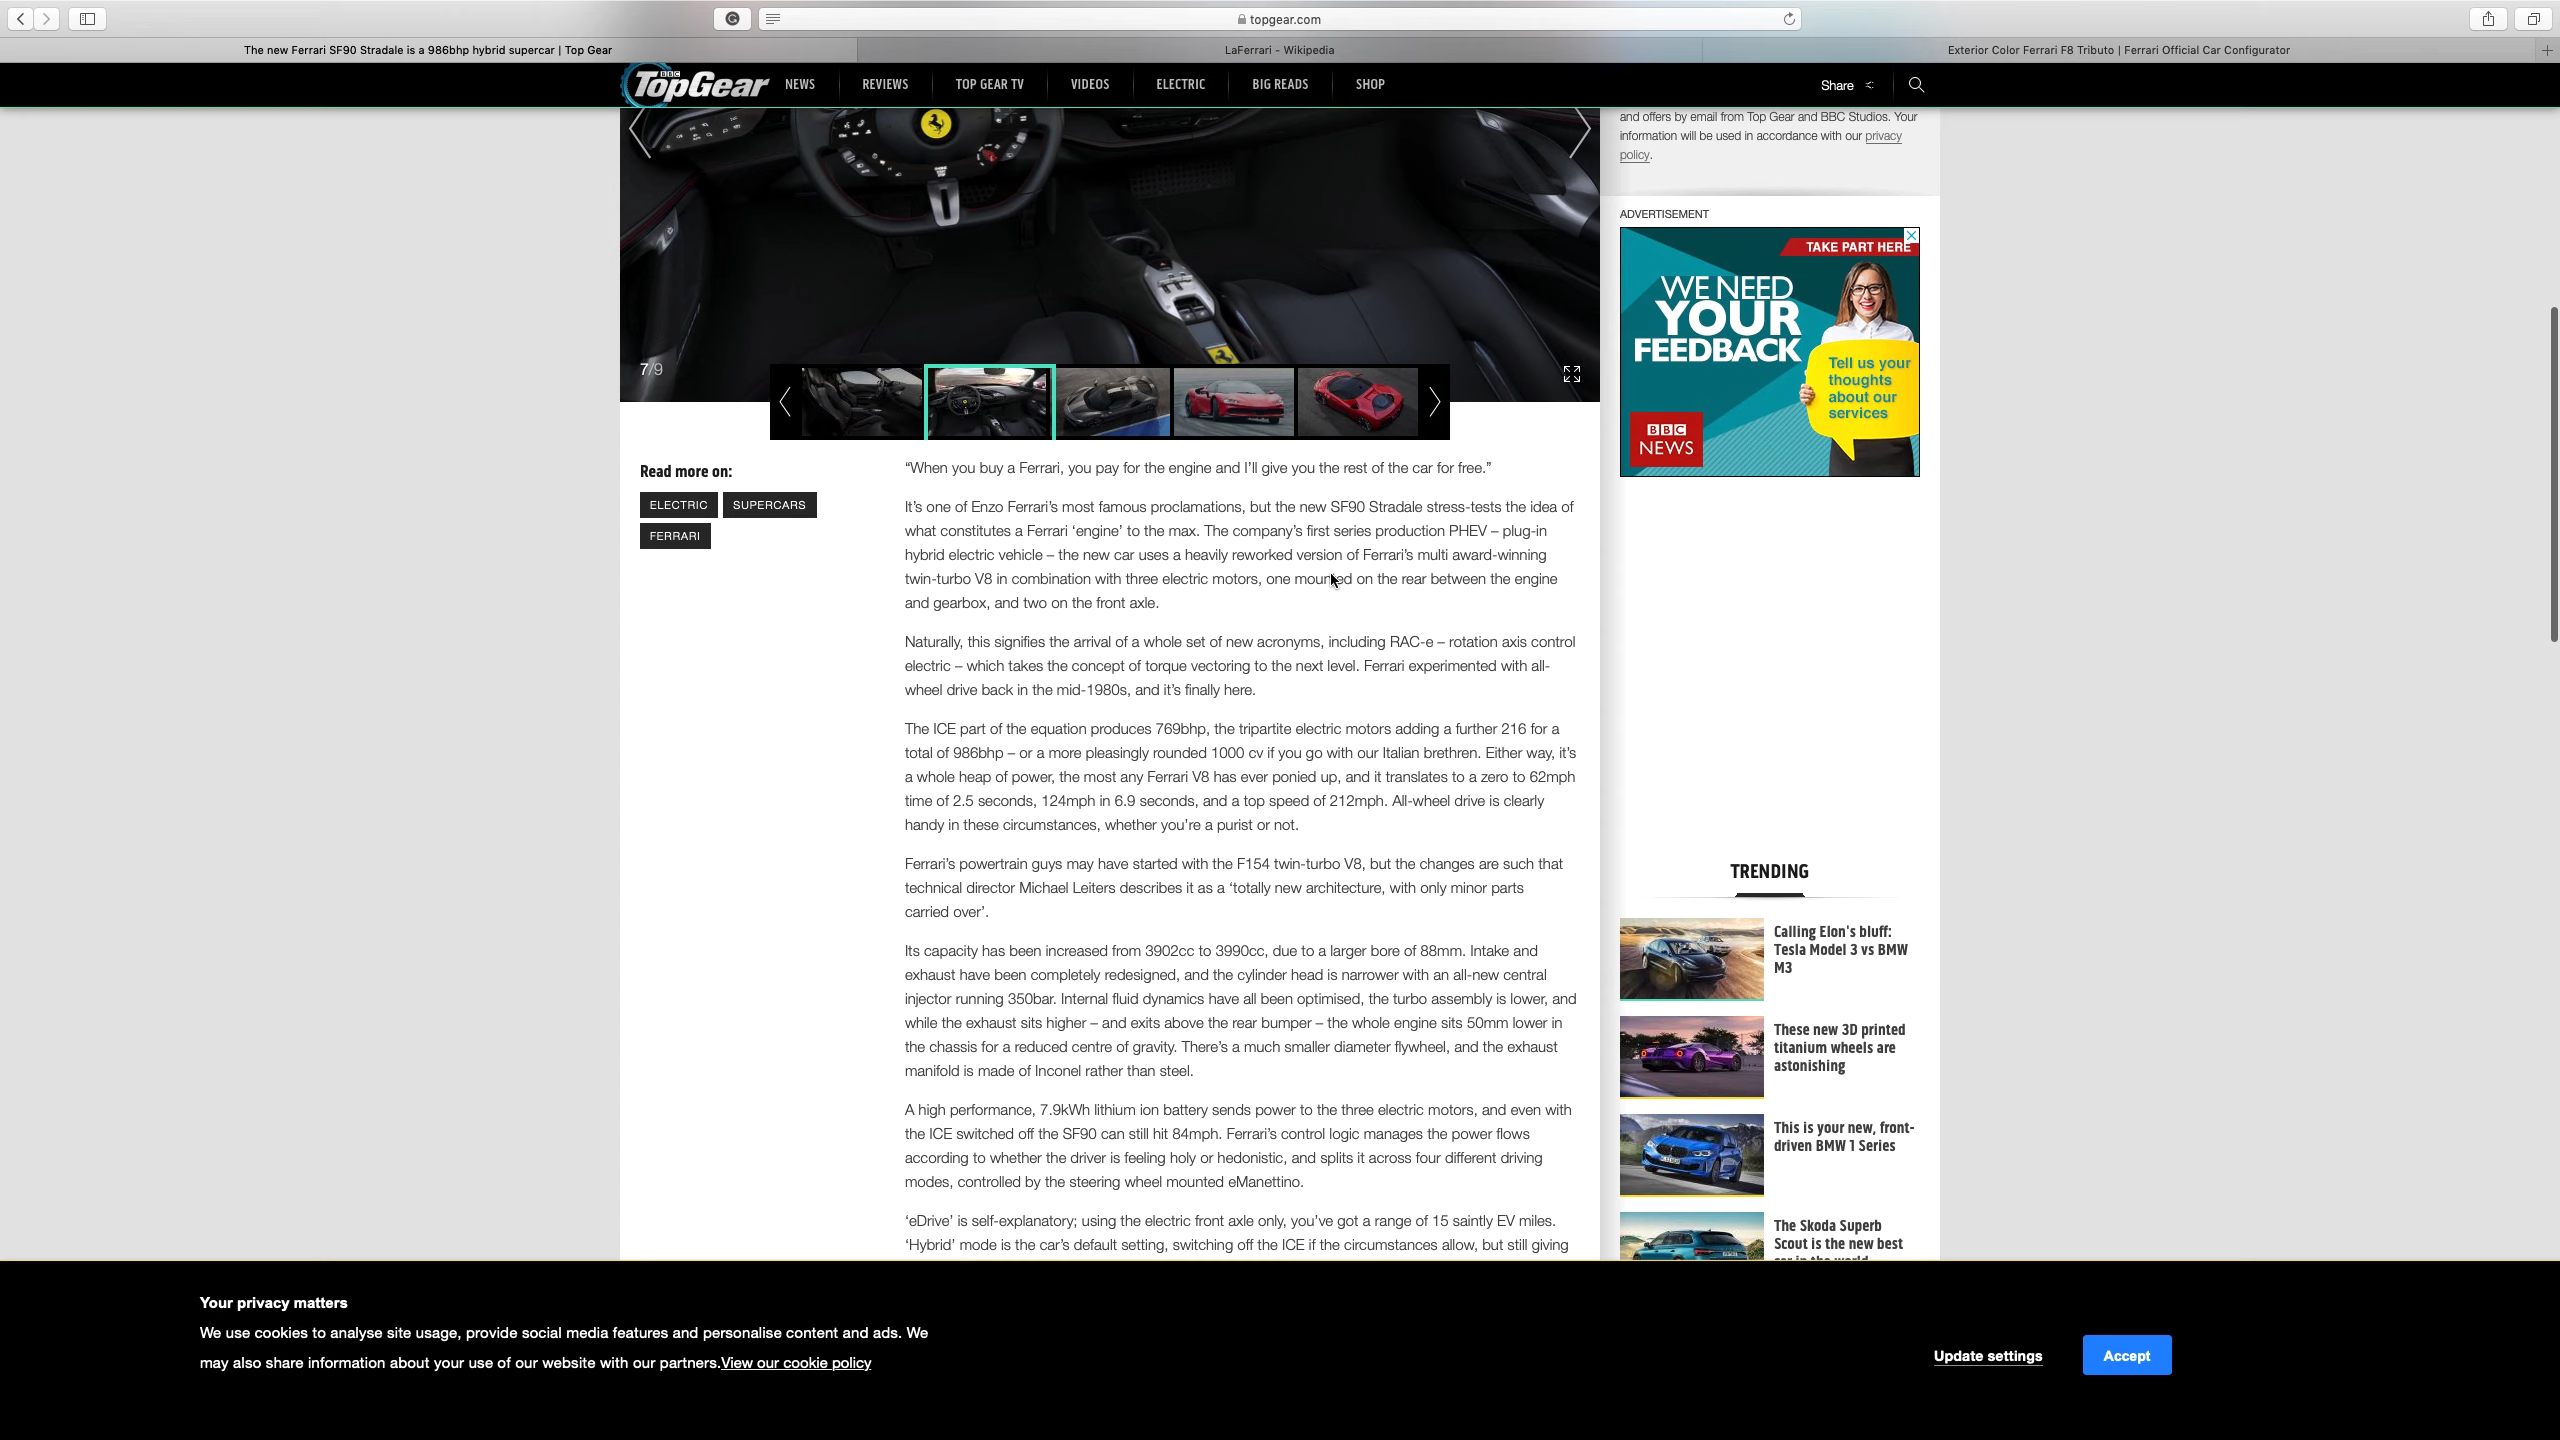 topgear.com
The new Ferrari SF90 Stradale is a 986bhp hybrid supercar | Top Gear
LaFerrari - Wikipedia
Exterior Color Ferrari F8 Tributo | Ferrari Official Car Configurator
BBC
TopGear
NEWS
REVIEWS
TOP GEAR TV
VIDEOS
ELECTRIC
BIG READS
SHOP
Share
7/9
Read more on:
ELECTRIC
SUPERCARS
FERRARI
“When you buy a Ferrari, you pay for the engine and I’ll give you the rest of the car for free.”
It’s one of Enzo Ferrari’s most famous proclamations, but the new SF90 Stradale stress-tests the idea of
what constitutes a Ferrari ‘engine’ to the max. The company’s first series production PHEV – plug-in
hybrid electric vehicle – the new car uses a heavily reworked version of Ferrari’s multi award-winning
twin-turbo V8 in combination with three electric motors, one mounted on the rear between the engine
and gearbox, and two on the front axle.
Naturally, this signifies the arrival of a whole set of new acronyms, including RAC-e – rotation axis control
electric – which takes the concept of torque vectoring to the next level. Ferrari experimented with all-
wheel drive back in the mid-1980s, and it’s finally here.
The ICE part of the equation produces 769bhp, the tripartite electric motors adding a further 216 for a
total of 986bhp – or a more pleasingly rounded 1000 cv if you go with our Italian brethren. Either way, it’s
a whole heap of power, the most any Ferrari V8 has ever ponied up, and it translates to a zero to 62mph
time of 2.5 seconds, 124mph in 6.9 seconds, and a top speed of 212mph. All-wheel drive is clearly
handy in these circumstances, whether you’re a purist or not.
Ferrari’s powertrain guys may have started with the F154 twin-turbo V8, but the changes are such that
technical director Michael Leiters describes it as a ‘totally new architecture, with only minor parts
carried over’.
Its capacity has been increased from 3902cc to 3990cc, due to a larger bore of 88mm. Intake and
exhaust have been completely redesigned, and the cylinder head is narrower with an all-new central
injector running 350bar. Internal fluid dynamics have all been optimised, the turbo assembly is lower, and
while the exhaust sits higher – and exits above the rear bumper – the whole engine sits 50mm lower in
the chassis for a reduced centre of gravity. There’s a much smaller diameter flywheel, and the exhaust
manifold is made of Inconel rather than steel.
A high performance, 7.9kWh lithium ion battery sends power to the three electric motors, and even with
the ICE switched off the SF90 can still hit 84mph. Ferrari’s control logic manages the power flows
according to whether the driver is feeling holy or hedonistic, and splits it across four different driving
modes, controlled by the steering wheel mounted eManettino.
‘eDrive’ is self-explanatory; using the electric front axle only, you’ve got a range of 15 saintly EV miles.
‘Hybrid’ mode is the car’s default setting, switching off the ICE if the circumstances allow, but still giving
and offers by email from Top Gear and BBC Studios. Your
information will be used in accordance with our privacy
policy.
ADVERTISEMENT
TAKE PART HERE
WE NEED
YOUR
FEEDBACK
Tell us your
thoughts
about our
services
BBC
NEWS
TRENDING
Calling Elon's bluff:
Tesla Model 3 vs BMW
M3
These new 3D printed
titanium wheels are
astonishing
This is your new, front-
driven BMW 1 Series
The Skoda Superb
Scout is the new best
car in the world
Your privacy matters
We use cookies to analyse site usage, provide social media features and personalise content and ads. We
may also share information about your use of our website with our partners.View our cookie policy
Update settings
Accept